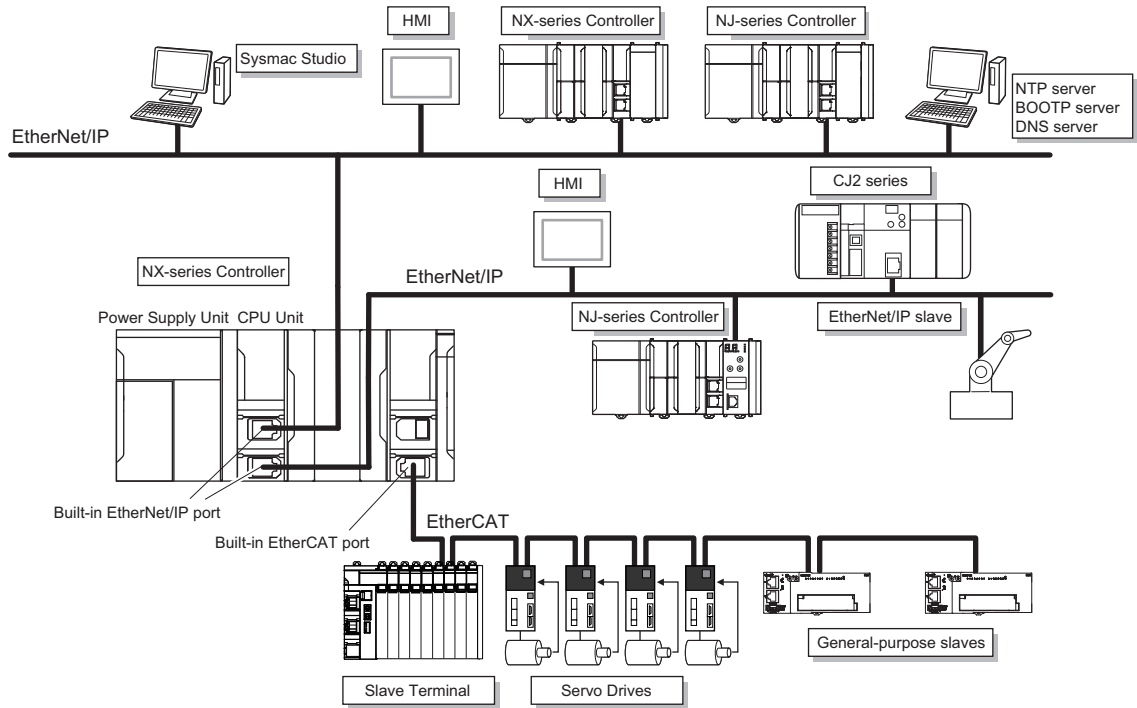 HMI
NX-series Controller
NJ-series Controller
Sysmac Studio
NTP server
BOOTP server
DNS server
EtherNet/IP
HMI
CJ2 series
NX-series Controller
EtherNet/IP
Power Supply Unit CPU Unit
NJ-series Controller
EtherNet/IP slave
Built-in EtherNet/IP port
Built-in EtherCAT port
EtherCAT
General-purpose slaves
Slave Terminal
Servo Drives